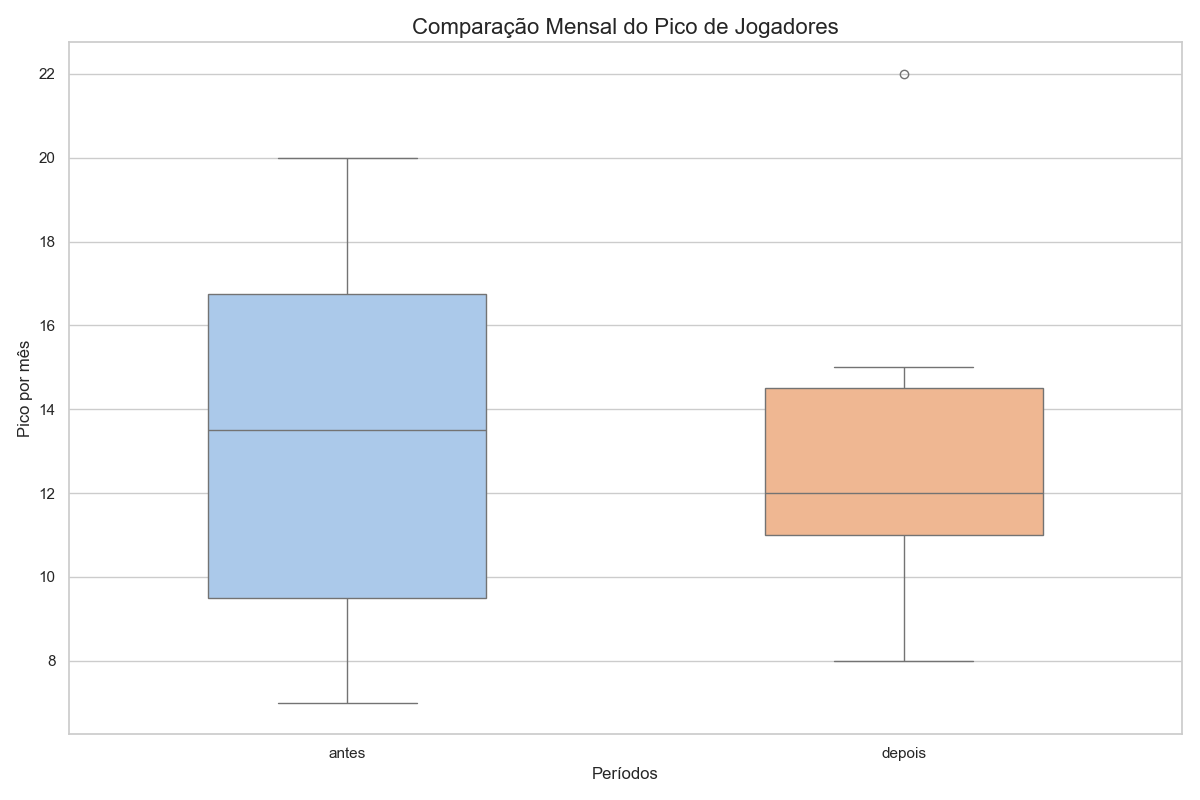 Comparação Mensal do Pico de Jogadores
22
20
18
16
14
12
10
8
Pico por mês
antes
depois
Períodos